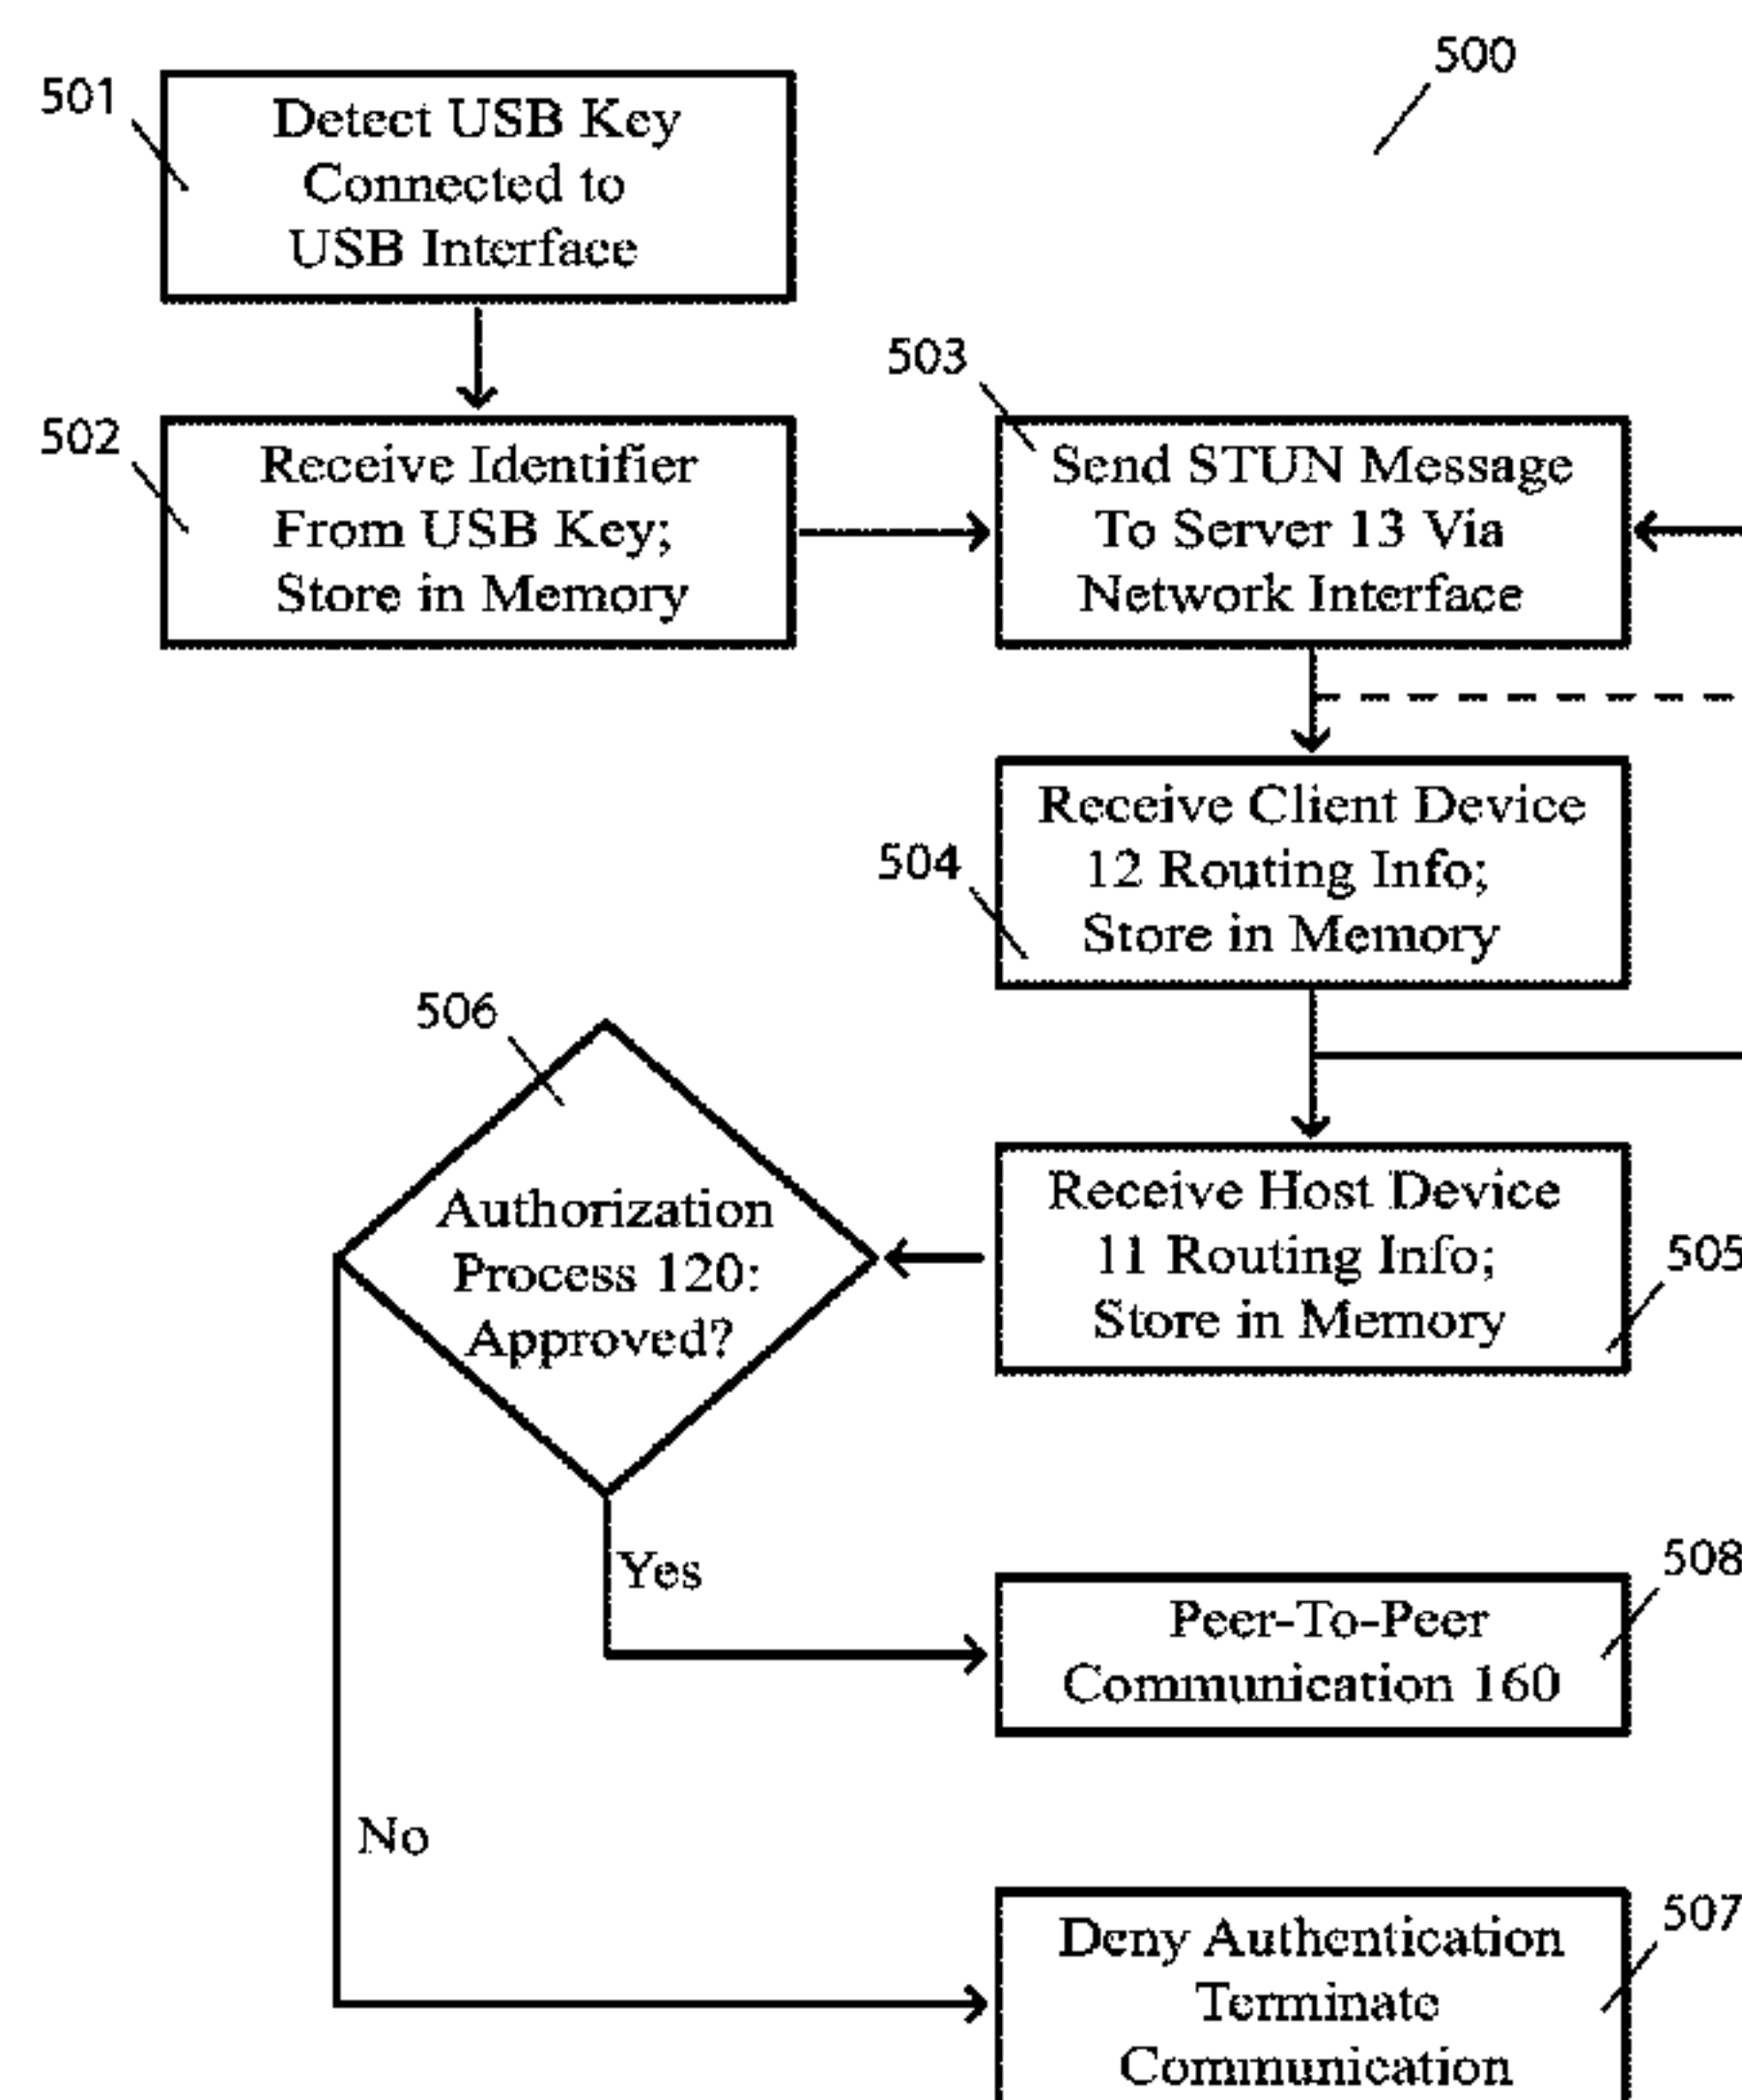 500
501
Detect USB Key
Connected to
USB Interface
502
Receive Identifier
From USB Key;
Store in Memory
503
Send STUN Message
To Server 13 Via
Network Interface
504
Receive Client Device
12 Routing Info;
Store in Memory
505
Receive Host Device
11 Routing Info;
Store in Memory
506
Authorization
Process 120:
Approved?
Yes
508
Peer-To-Peer
Communication 160
No
507
Deny Authentication
Terminate
Communication